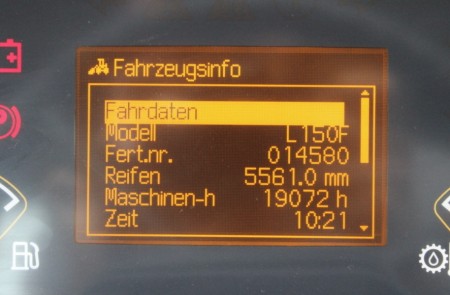 Fahrzeugsinfo
Fahrdaten
Modell L150F
Fert.nr. 014580
Reifen 5561.0 mm
Maschinen-h 19072 h
Zeit 10:21